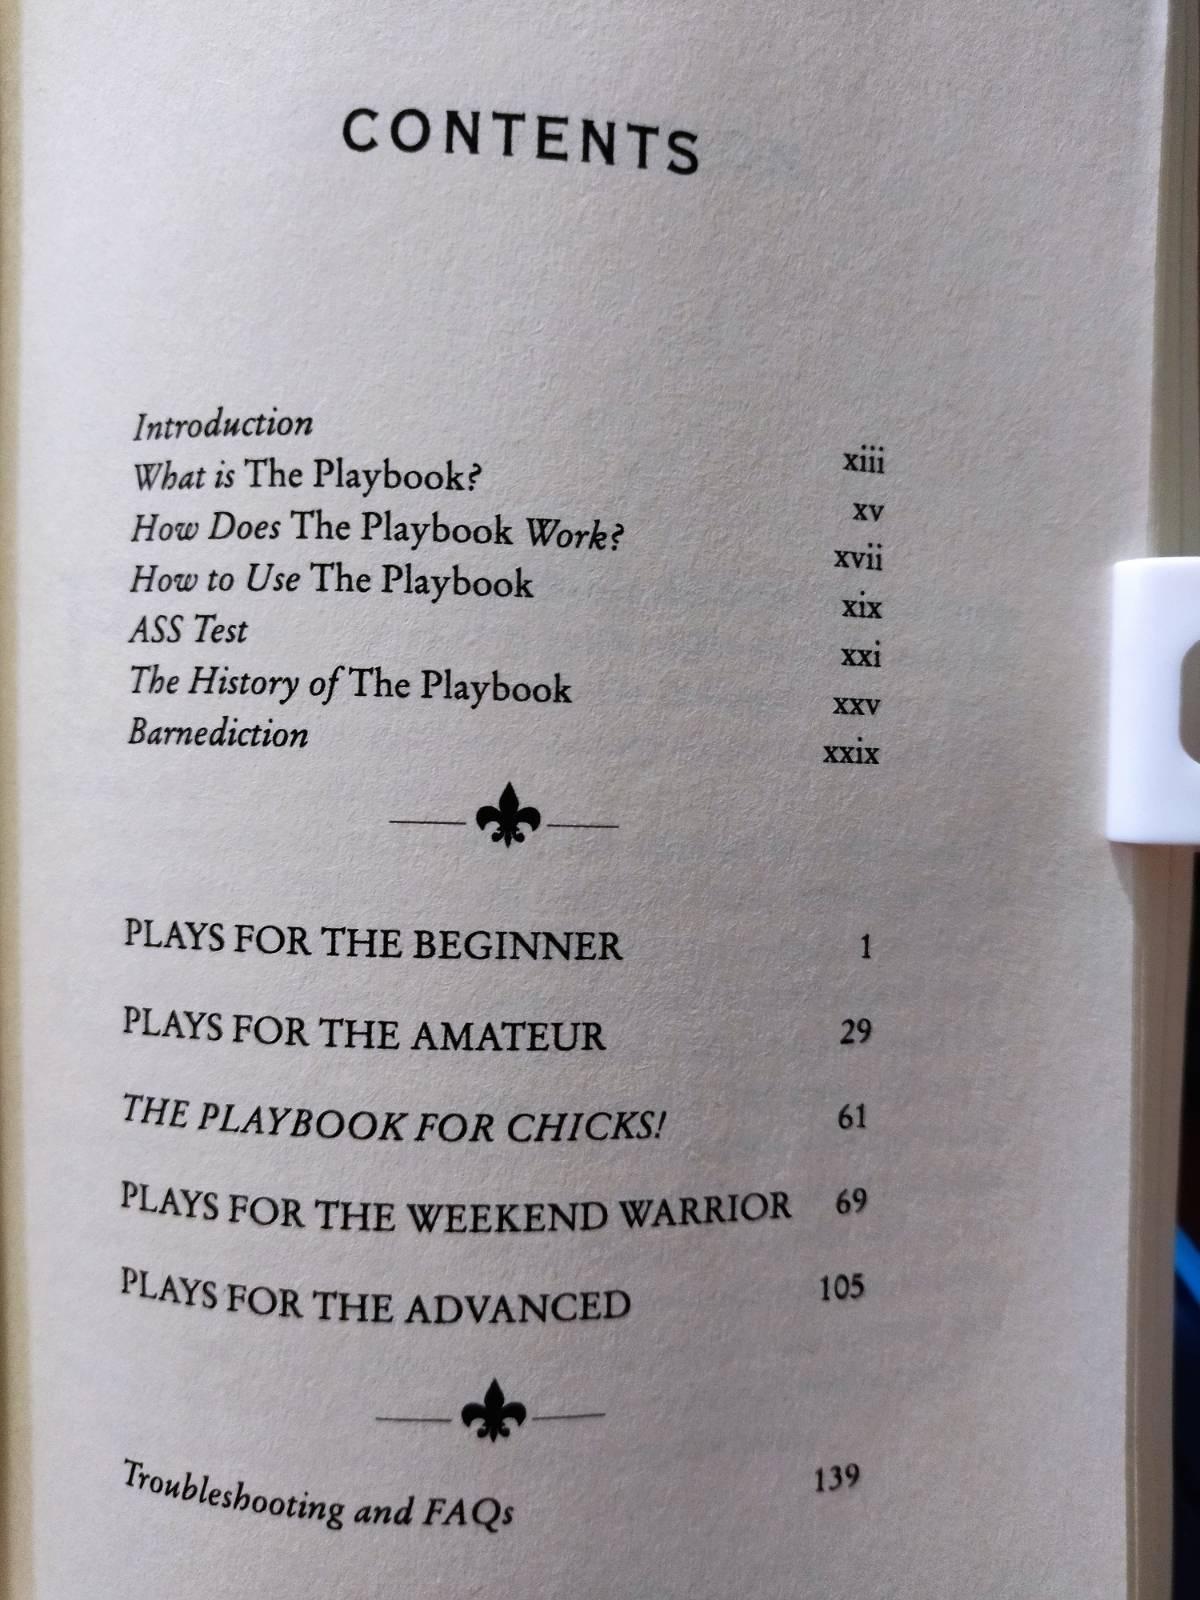 CONTENTS
Introduction xiii
What is The Playbook? xv
How Does The Playbook Work? xvii
How to Use The Playbook xix
ASS Test xxi
The History of The Playbook xxv
Barnediction xxix
PLAYS FOR THE BEGINNER 1
PLAYS FOR THE AMATEUR 29
THE PLAYBOOK FOR CHICKS! 61
PLAYS FOR THE WEEKEND WARRIOR 69
PLAYS FOR THE ADVANCED 105
Troubleshooting and FAQs 139